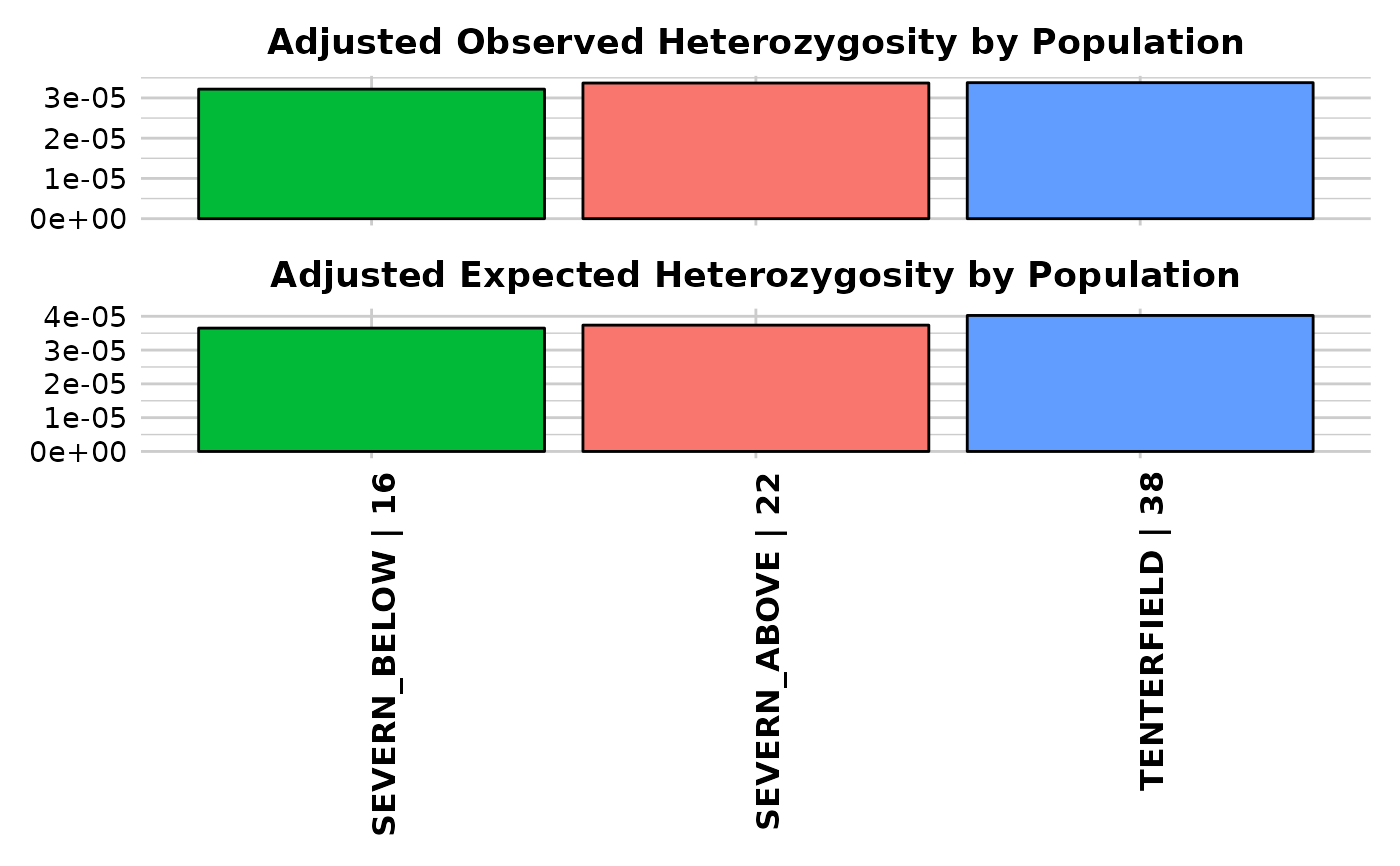 Adjusted Observed Heterozygosity by Population
3e-05
2e-05
1e-05
0e+00
Adjusted Expected Heterozygosity by Population
4e-05
3e-05
2e-05
1e-05
0e+00
SEVERN_BELOW | 16
SEVERN_ABOVE | 22
TENTERFIELD | 38